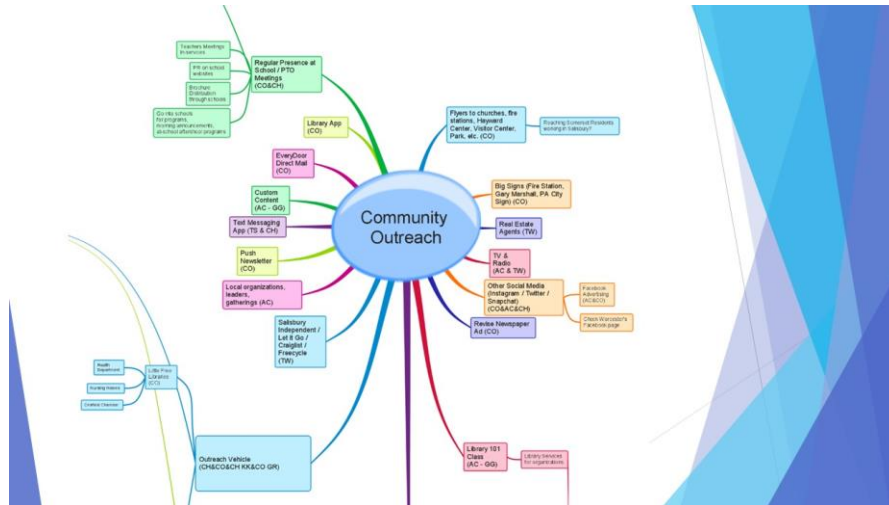 Teachers Meetings
In services
PR on school
websites
Brochure
Distribution
through schools
Go into schools
for programs,
morning announcements,
all-school afterschool programs
Regular Presence at
School / PTO
Meetings
(CO&CH)
Library App
(CO)
EveryDoor
Direct Mail
(CO)
Custom
Content
(AC - GG)
Text Messaging
App (TS & CH)
Push
Newsletter
(CO)
Local organizations,
leaders,
gatherings (AC)
Salisbury
Independent /
Let It Go /
Craiglist /
Freecycle
(TW)
Health
Department
Little Free
Libraries
(CO)
Outreach Vehicle
(CH&CO&CH KK&CO GR)
Community
Outreach
Flyers to churches, fire
stations, Hayward
Center, Visitor Center,
Park, etc. (CO)
Reaching Somerset Residents
working in Salisbury?
Big Signs (Fire Station,
Gary Marshall, PA City
Sign) (CO)
Real Estate
Agents (TW)
TV &
Radio
(AC & TW)
Other Social Media
(Instagram / Twitter /
Snapchat)
(CO&AC&CH)
Facebook
Advertising
(AC&CO)
Check Worcester's
Facebook page
Revise Newspaper
Ad (CO)
Library 101
Class
(AC - GG)
Library Services
for organizations